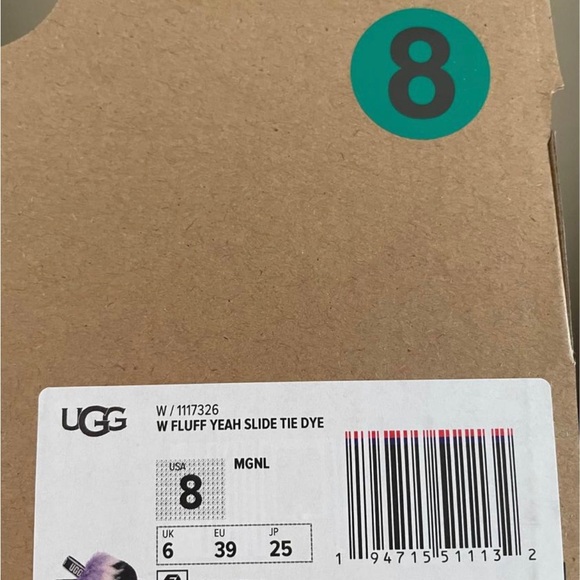 8
UGG
W / 1117326
W FLUFF YEAH SLIDE TIE DYE
USA
8
MGNL
UK EU JP
6 39 25
1 94715 51113 2
UGG